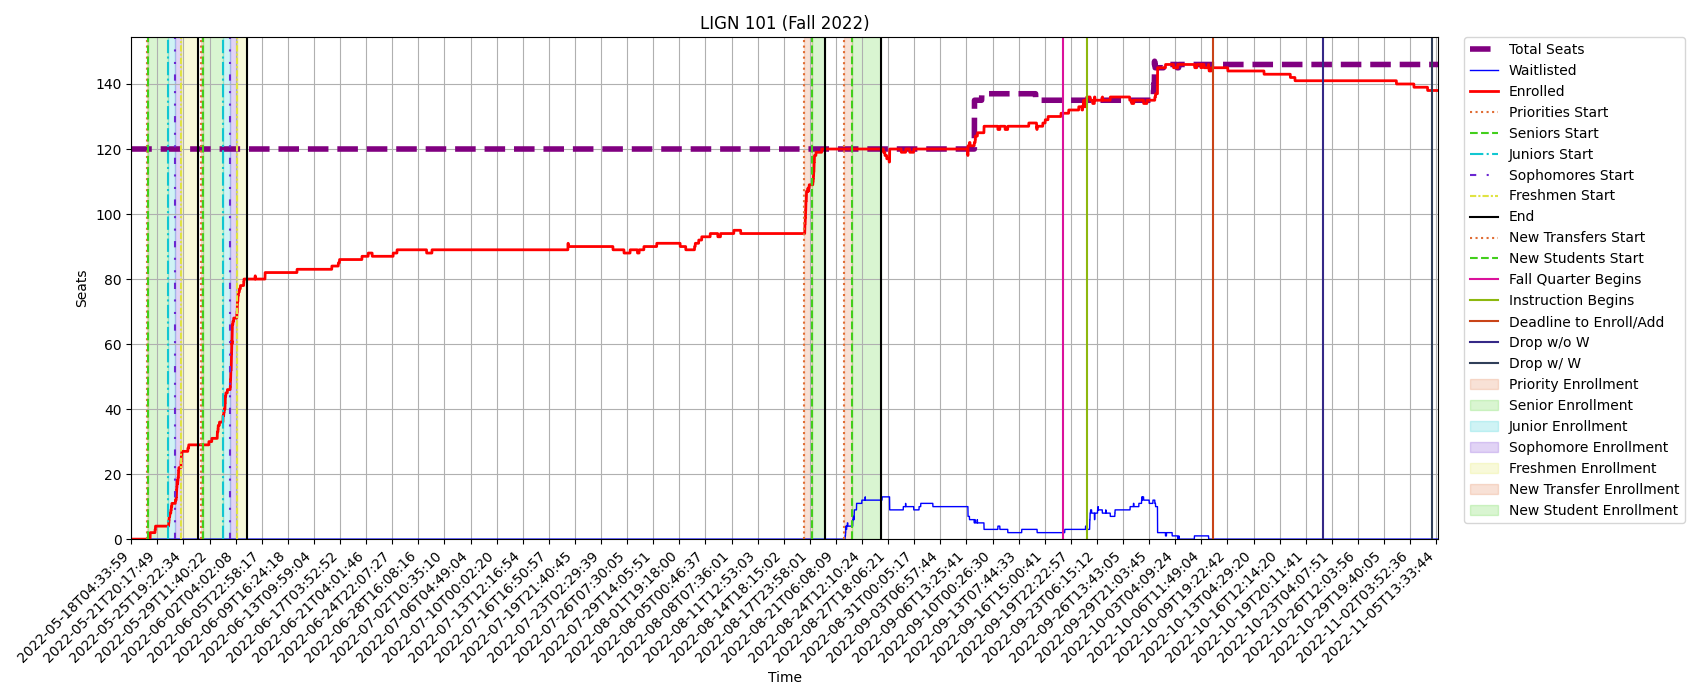 LIGN 101 (Fall 2022)
Seats
140
120
100
80
60
40
20
0
2022-05-18T04:33:59
2022-05-21T20:17:49
2022-05-25T19:22:34
2022-05-29T11:40:22
2022-06-02T04:02:08
2022-06-05T22:58:17
2022-06-09T16:24:18
2022-06-13T09:59:04
2022-06-17T03:52:52
2022-06-21T04:01:46
2022-06-24T22:07:27
2022-06-28T16:08:16
2022-07-02T10:35:10
2022-07-06T04:49:04
2022-07-10T00:02:20
2022-07-13T12:16:54
2022-07-16T16:50:57
2022-07-19T21:40:45
2022-07-23T02:29:39
2022-07-26T07:30:05
2022-07-29T14:05:51
2022-08-01T19:18:00
2022-08-05T00:46:37
2022-08-08T07:36:01
2022-08-11T12:53:03
2022-08-14T18:15:02
2022-08-17T23:58:01
2022-08-21T06:08:09
2022-08-24T12:10:24
2022-08-27T18:06:21
2022-08-31T00:05:17
2022-09-03T06:57:44
2022-09-06T13:25:41
2022-09-10T00:26:30
2022-09-13T07:44:33
2022-09-16T15:00:41
2022-09-19T22:22:57
2022-09-23T06:15:12
2022-09-26T13:43:05
2022-09-29T21:03:45
2022-10-03T04:09:24
2022-10-06T11:49:04
2022-10-09T19:22:42
2022-10-13T04:29:20
2022-10-16T12:14:20
2022-10-19T20:11:41
2022-10-23T04:07:51
2022-10-26T12:03:56
2022-10-29T19:40:05
2022-11-02T03:52:36
2022-11-05T13:33:44
Time
Total Seats
Waitlisted
Enrolled
Priorities Start
Seniors Start
Juniors Start
Sophomores Start
Freshmen Start
End
New Transfers Start
New Students Start
Fall Quarter Begins
Instruction Begins
Deadline to Enroll/Add
Drop w/o W
Drop w/ W
Priority Enrollment
Senior Enrollment
Junior Enrollment
Sophomore Enrollment
Freshmen Enrollment
New Transfer Enrollment
New Student Enrollment